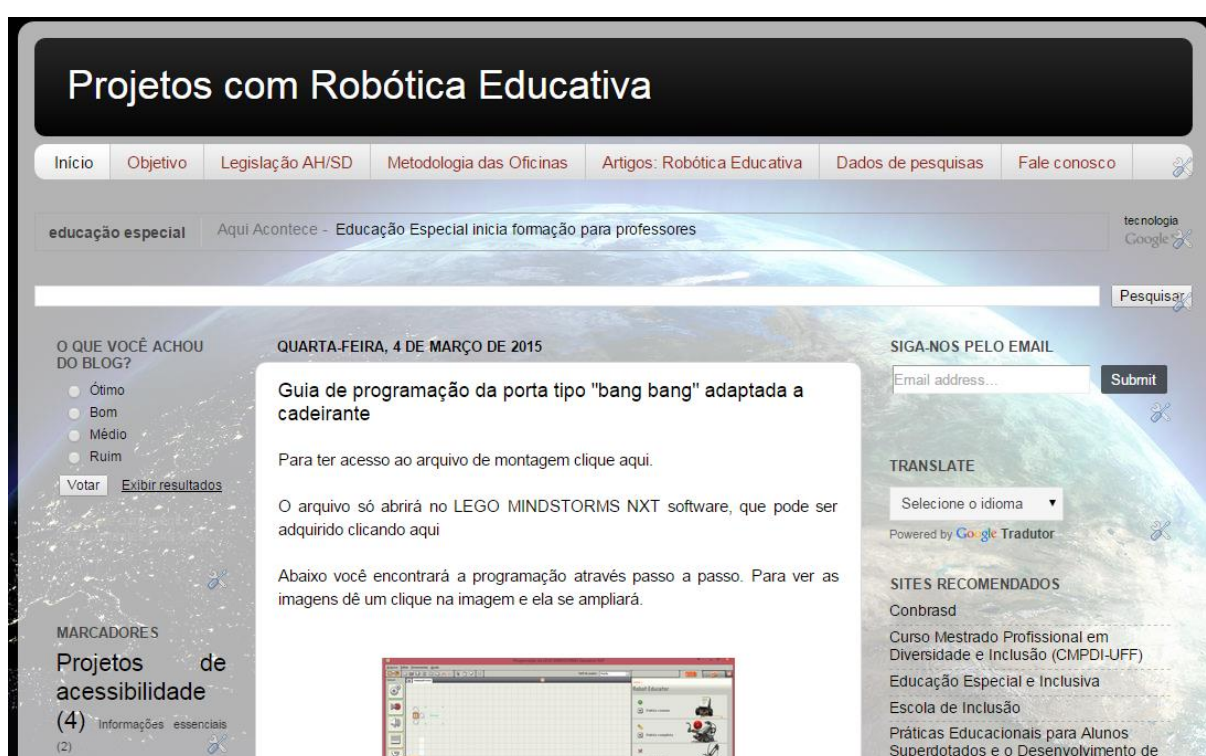 Projetos com Robótica Educativa
Início Objetivo Legislação AH/SD Metodologia das Oficinas Artigos: Robótica Educativa Dados de pesquisas Fale conosco
educação especial Aqui Acontece - Educação Especial inicia formação para professores
tecnologia
Google
Pesquisar
O QUE VOCÊ ACHOU
DO BLOG?
Ótimo
Bom
Médio
Ruim
Votar Exibir resultados
MARCADORES
Projetos de
acessibilidade
(4) Informações essenciais
(2)
QUARTA-FEIRA, 4 DE MARÇO DE 2015
Guia de programação da porta tipo "bang bang" adaptada a
cadeirante
Para ter acesso ao arquivo de montagem clique aqui.
O arquivo só abrirá no LEGO MINDSTORMS NXT software, que pode ser
adquirido clicando aqui
Abaixo você encontrará a programação através passo a passo. Para ver as
imagens dê um clique na imagem e ela se ampliará.
SIGA-NOS PELO EMAIL
Email address... Submit
TRANSLATE
Selecione o idioma
Powered by Google Tradutor
SITES RECOMENDADOS
Conbrasd
Curso Mestrado Profissional em
Diversidade e Inclusão (CMPDI-UFF)
Educação Especial e Inclusiva
Escola de Inclusão
Práticas Educacionais para Alunos
Superdotados e o Desenvolvimento de